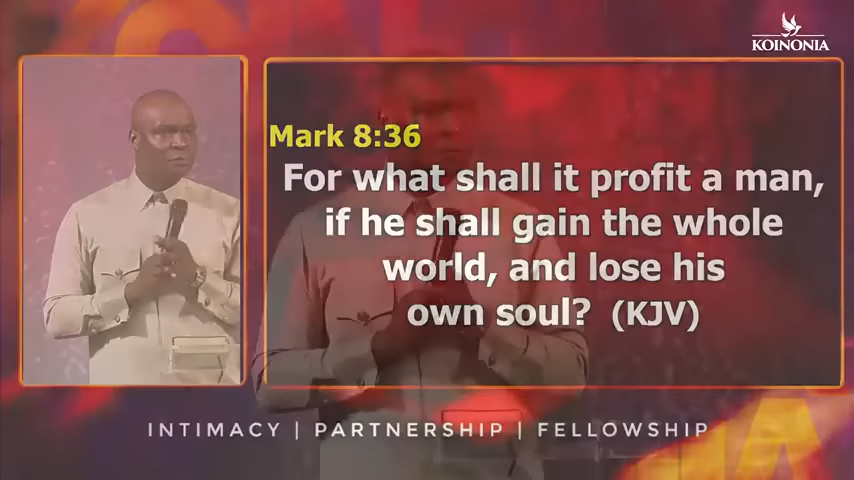 KOINONIA
Mark 8:36
For what shall it profit a man,
if he shall gain the whole
world, and lose his
own soul? (KJV)
INTIMACY | PARTNERSHIP | FELLOWSHIP